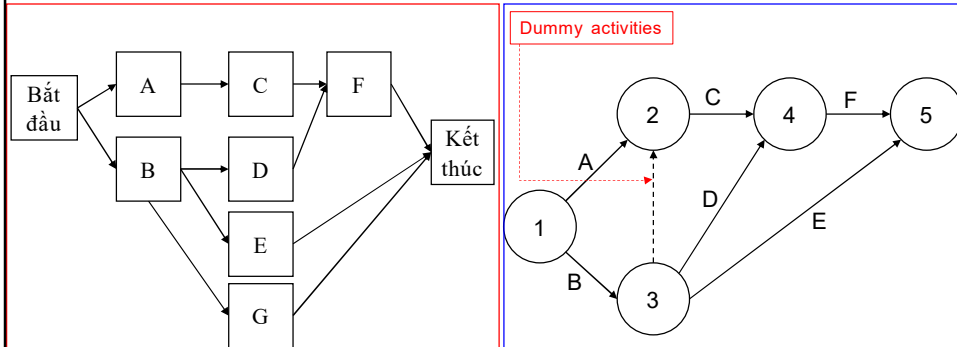 Bắt
đầu
A
C
F
B
D
E
G
Kết
thúc
Dummy activities
1
2
3
4
5
A
B
C
D
E
F